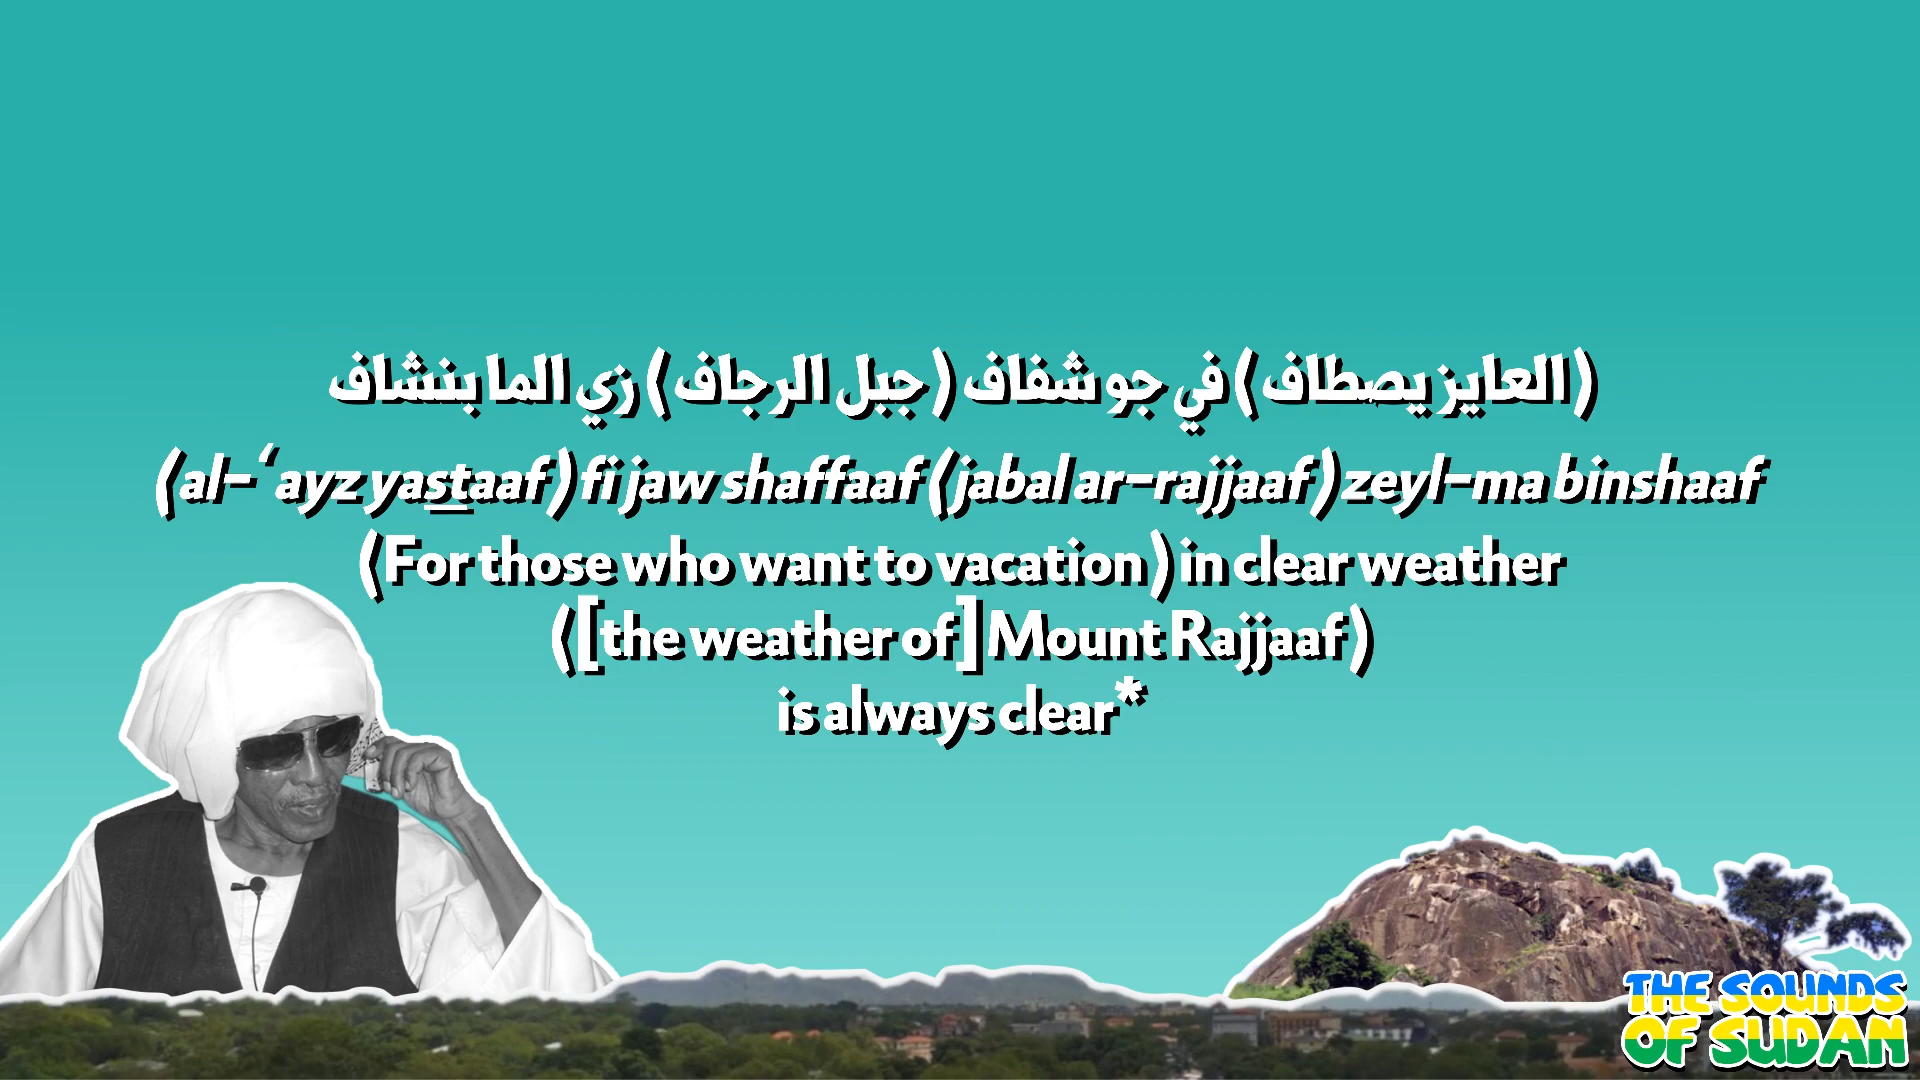 (العايز يصطاف) في جو شفاف (جبل الرجاف) زي الما بنشاف
(al-‘ayz yastaaf) fi jaw shaffaaf (jabal ar-rajjaaf) zeyl-ma binshaaf
(For those who want to vacation) in clear weather
([the weather of] Mount Rajjaaf)
is always clear*
THE SOUNDS
OF SUDAN